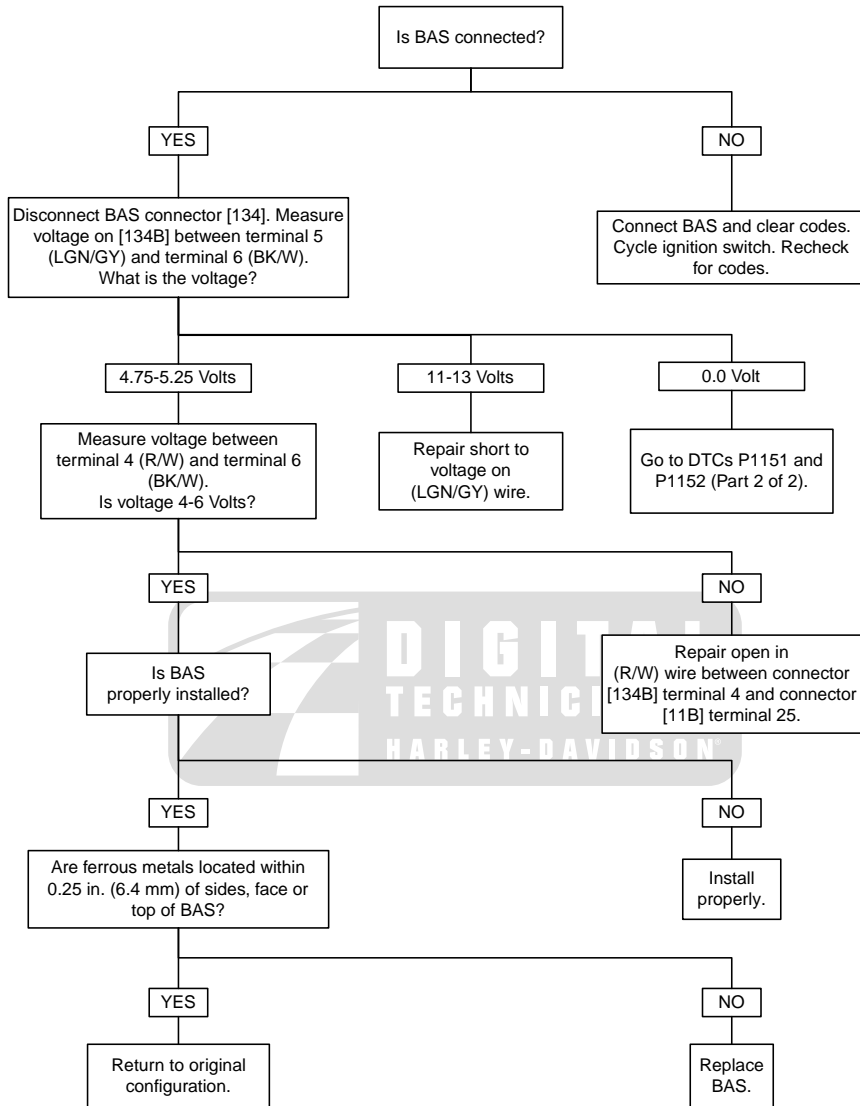 Is BAS connected?
YES
NO
Disconnect BAS connector [134]. Measure
voltage on [134B] between terminal 5
(LGN/GY) and terminal 6 (BK/W).
What is the voltage?
Connect BAS and clear codes.
Cycle ignition switch. Recheck
for codes.
4.75-5.25 Volts
11-13 Volts
0.0 Volt
Measure voltage between
terminal 4 (R/W) and terminal 6
(BK/W).
Is voltage 4-6 Volts?
Repair short to
voltage on
(LGN/GY) wire.
Go to DTCs P1151 and
P1152 (Part 2 of 2).
YES
NO
Is BAS
properly installed?
Repair open in
(R/W) wire between connector
[134B] terminal 4 and connector
[11B] terminal 25.
DIGITAL
HARLEY-DAVIDSON®
YES
NO
Are ferrous metals located within
0.25 in. (6.4 mm) of sides, face or
top of BAS?
Install
properly.
YES
NO
Return to original
configuration.
Replace
BAS.